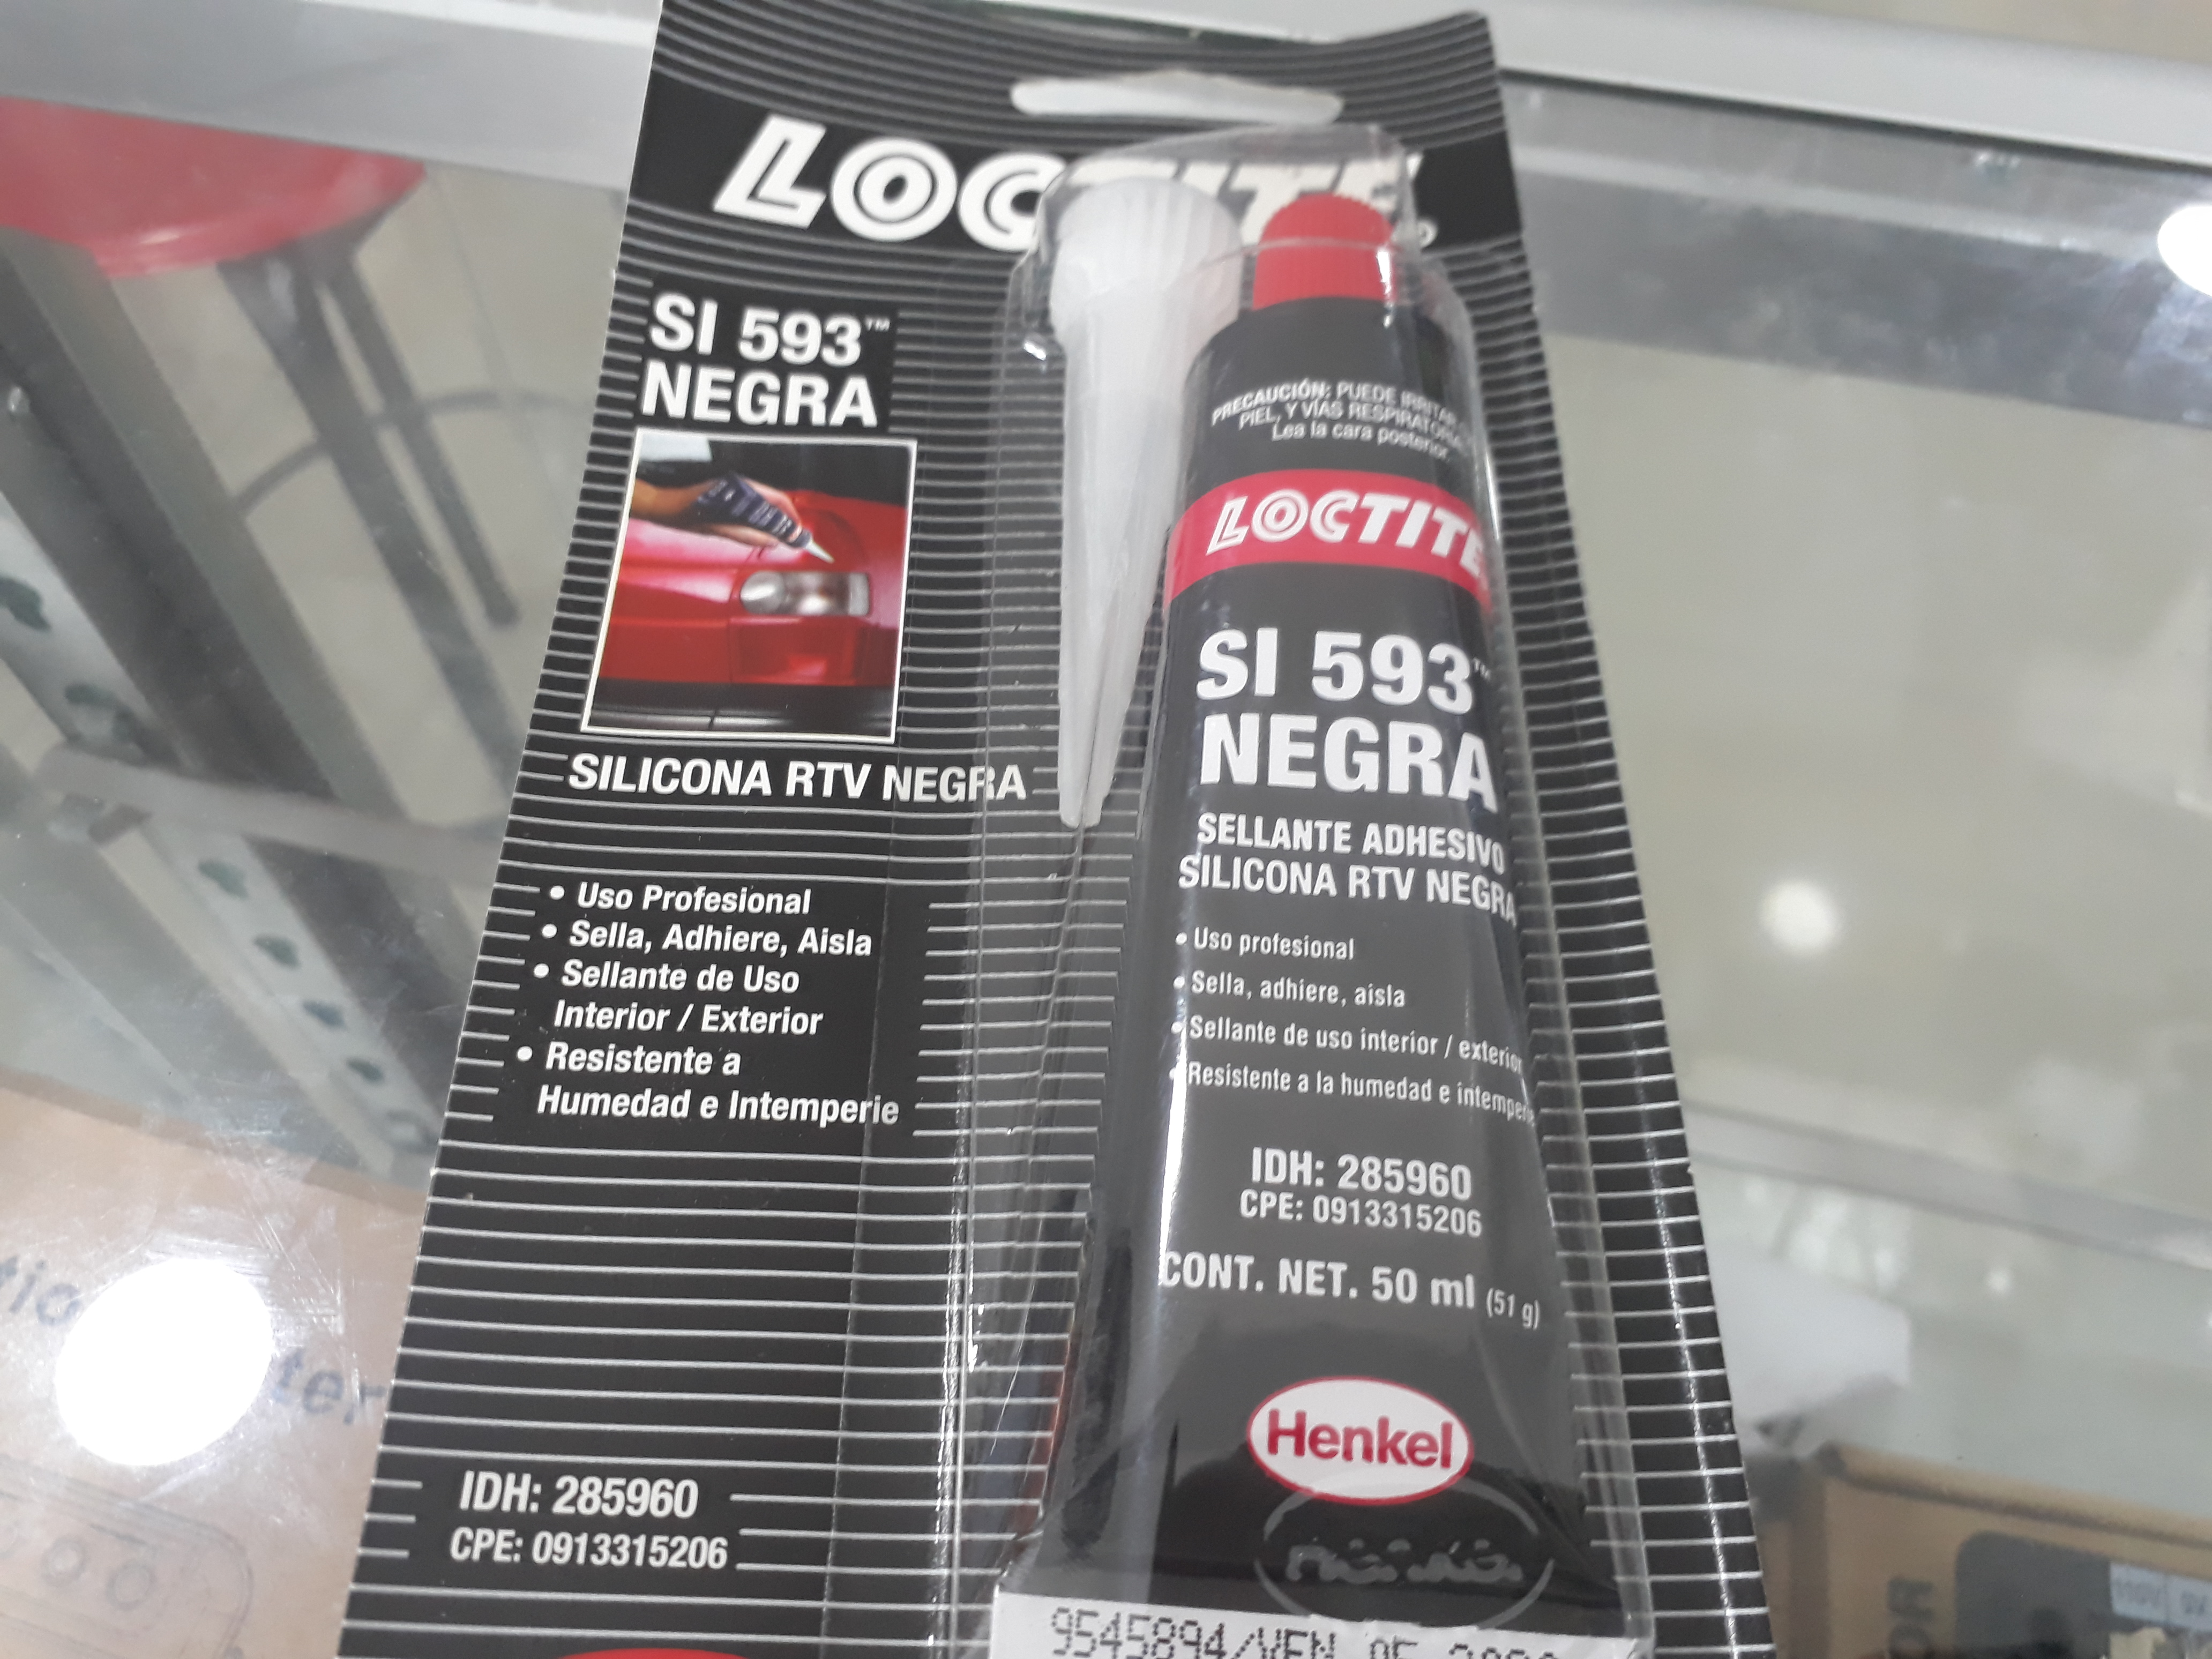 LOCTITE
SI 593™
NEGRA
SILICONA RTV NEGRA
• Uso Profesional
• Sella, Adhiere, Aisla
• Sellante de Uso
Interior / Exterior
• Resistente a
Humedad e Intemperie
IDH: 285960
CPE: 0913315206
PRECAUCIÓN: PUEDE IRRITAR
PIEL, Y VÍAS RESPIRATORIA
Lea la cara posterior.
LOCTITE
SI 593™
NEGRA
SELLANTE ADHESIVO
SILICONA RTV NEGRA
• Uso profesional
• Sella, adhiere, aisla
• Sellante de uso interior / exterior
• Resistente a la humedad e intemperie
IDH: 285960
CPE: 0913315206
CONT. NET. 50 ml (51 g)
Henkel
9545894/VEN